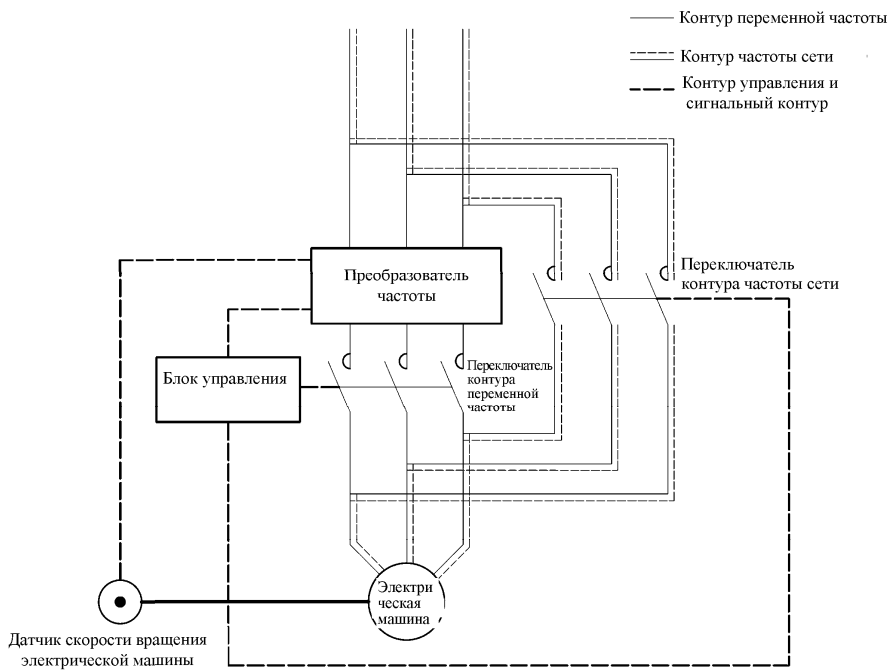 Контур переменной частоты
Контур частоты сети
Контур управления и
сигнальный контур
Преобразователь
частоты
Переключатель
контура частоты сети
Блок управления
Переключатель
контура
переменной
частоты
Электри
ческая
машина
Датчик скорости вращения
электрической машины